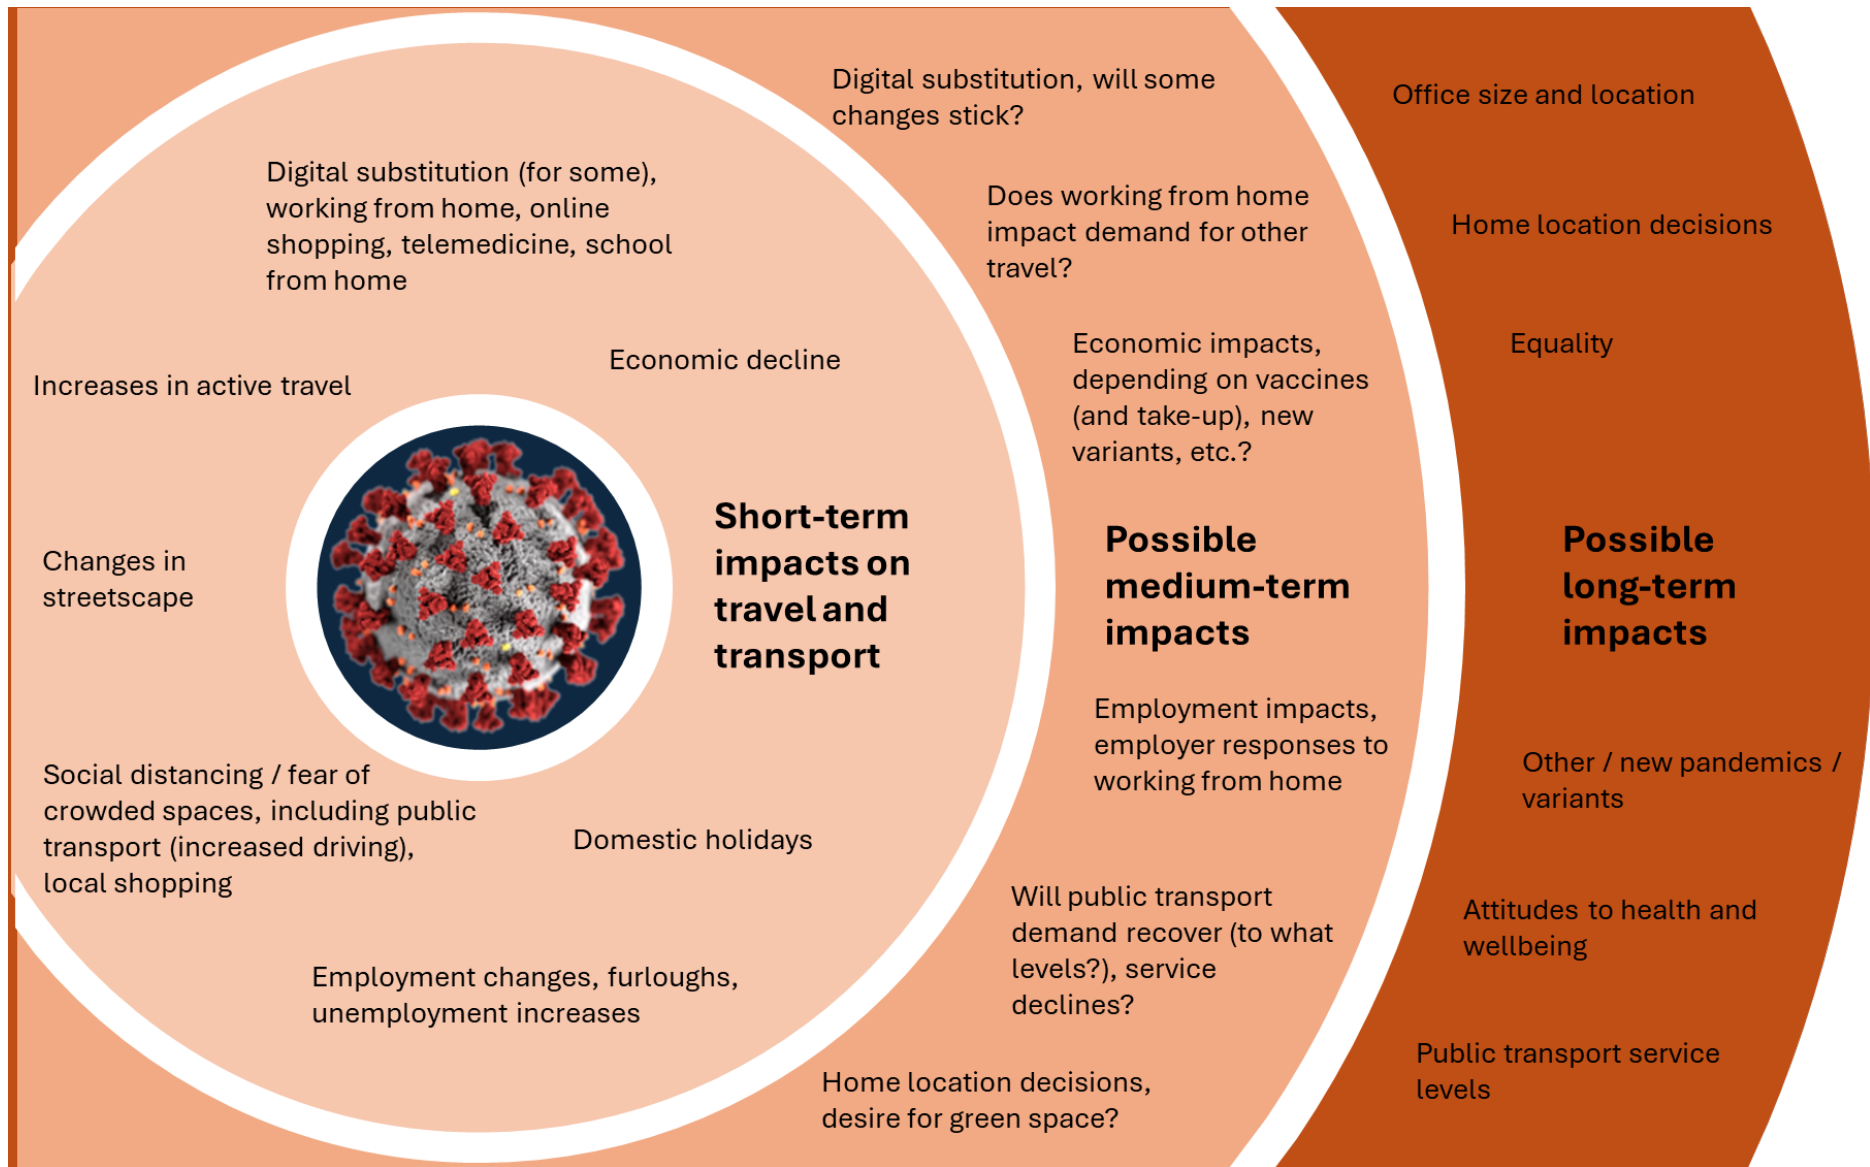 Digital substitution (for some),
working from home, online
shopping, telemedicine, school
from home
Increases in active travel
Economic decline
Changes in
streetscape
Short-term
impacts on
travel and
transport
Social distancing / fear of
crowded spaces, including public
transport (increased driving),
local shopping
Domestic holidays
Employment changes, furloughs,
unemployment increases
Digital substitution, will some
changes stick?
Does working from home
impact demand for other
travel?
Economic impacts,
depending on vaccines
(and take-up), new
variants, etc.?
Possible
medium-term
impacts
Employment impacts,
employer responses to
working from home
Will public transport
demand recover (to what
levels?), service
declines?
Home location decisions,
desire for green space?
Office size and location
Home location decisions
Equality
Possible
long-term
impacts
Other / new pandemics /
variants
Attitudes to health and
wellbeing
Public transport service
levels